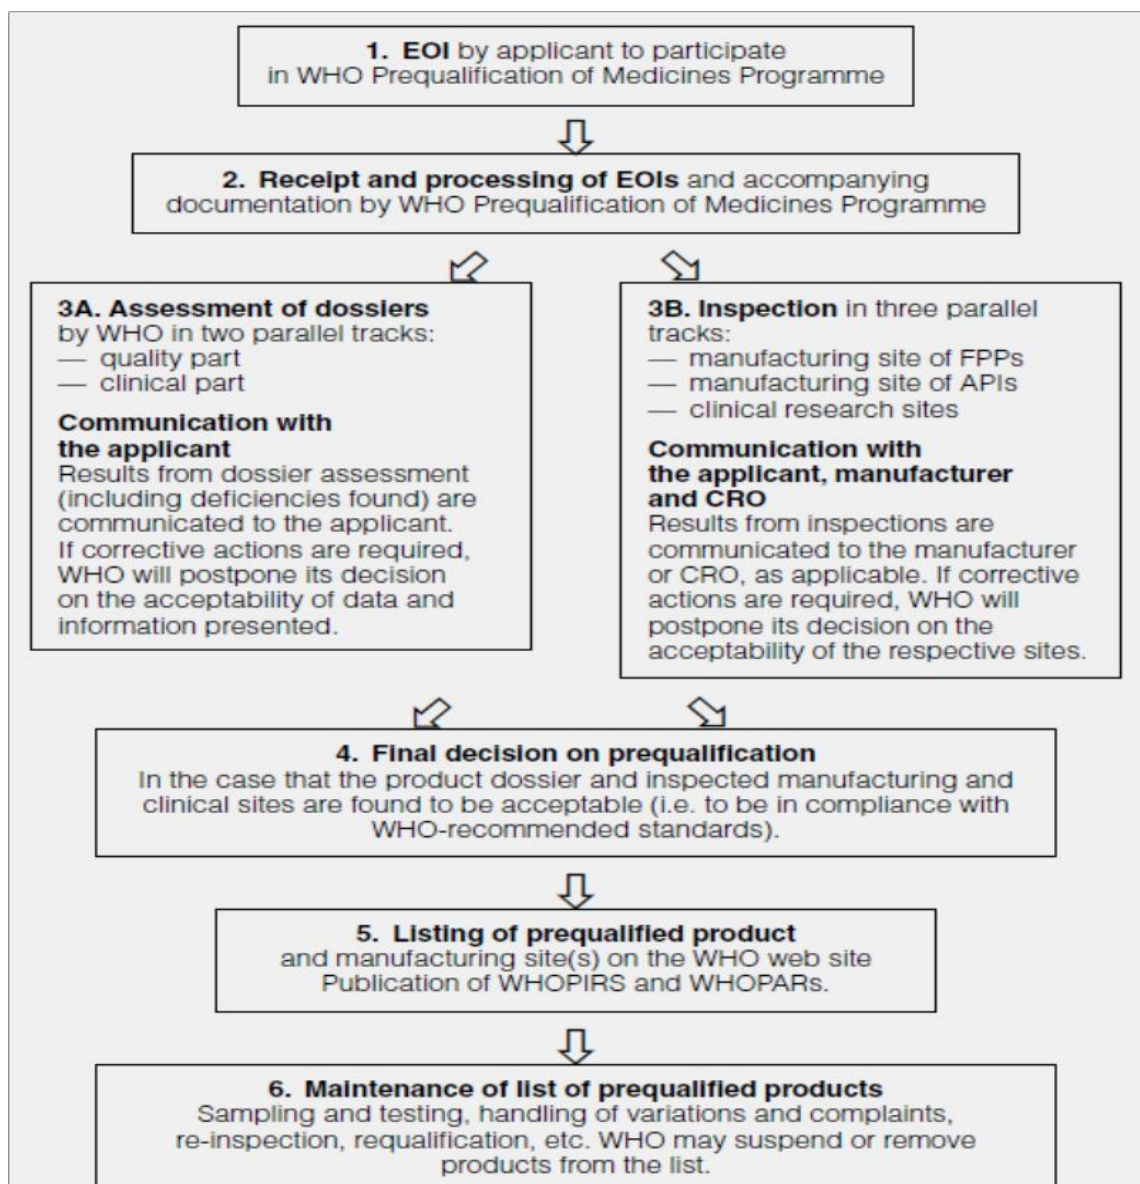 1. EOI by applicant to participate
in WHO Prequalification of Medicines Programme
2. Receipt and processing of EOIs and accompanying
documentation by WHO Prequalification of Medicines Programme
3A. Assessment of dossiers
by WHO in two parallel tracks:
— quality part
— clinical part
Communication with
the applicant
Results from dossier assessment
(including deficiencies found) are
communicated to the applicant.
If corrective actions are required,
WHO will postpone its decision
on the acceptability of data and
information presented.
3B. Inspection in three parallel
tracks:
— manufacturing site of FPPs
— manufacturing site of APIs
— clinical research sites
Communication with
the applicant, manufacturer
and CRO
Results from inspections are
communicated to the manufacturer
or CRO, as applicable. If corrective
actions are required, WHO will
postpone its decision on the
acceptability of the respective sites.
4. Final decision on prequalification
In the case that the product dossier and inspected manufacturing and
clinical sites are found to be acceptable (i.e. to be in compliance with
WHO-recommended standards).
5. Listing of prequalified product
and manufacturing site(s) on the WHO web site
Publication of WHOPIRS and WHOPARs.
6. Maintenance of list of prequalified products
Sampling and testing, handling of variations and complaints,
re-inspection, requalification, etc. WHO may suspend or remove
products from the list.